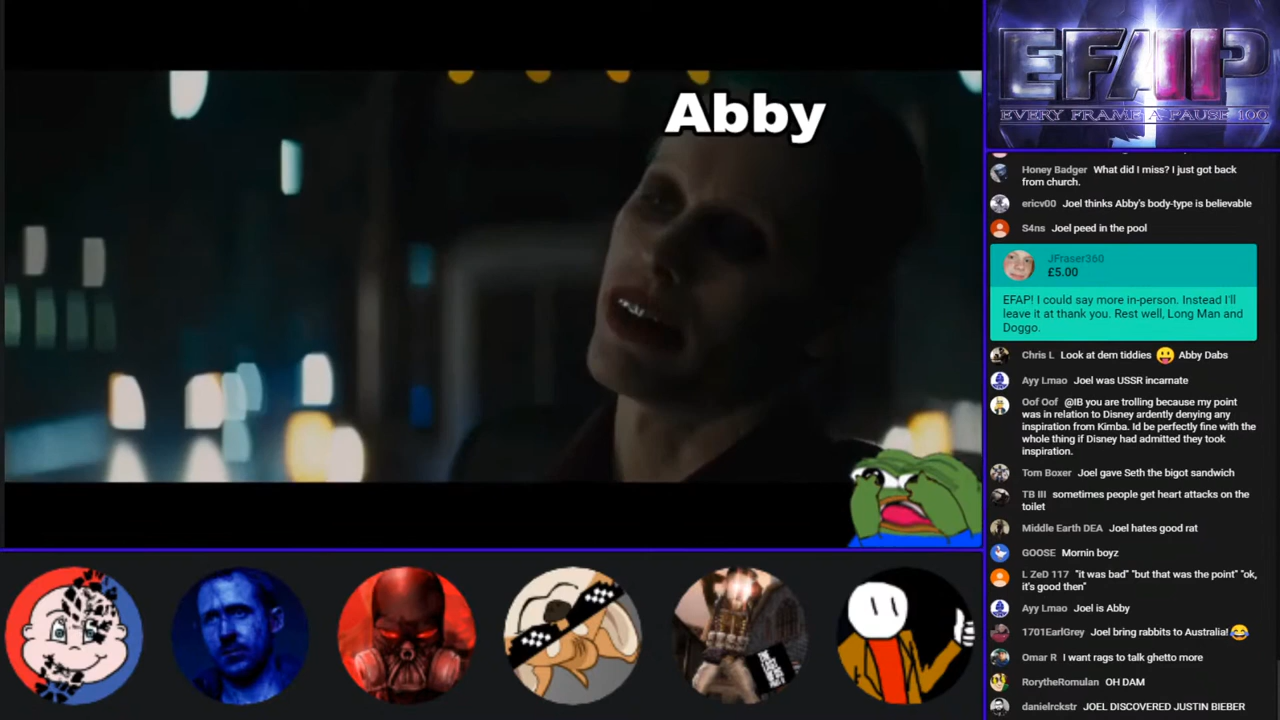 Abby
EFAP
EVERY FRAME A PAUSE 100
Honey Badger What did I miss? I just got back
from church.
ericv00 Joel thinks Abby's body-type is believable
S4ns Joel peed in the pool
JFraser360
£5.00
EFAP! I could say more in-person. Instead I'll
leave it at thank you. Rest well, Long Man and
Doggo.
Chris L Look at dem tiddies 😛 Abby Dabs
Ayy Lmao Joel was USSR incarnate
Oof Oof @IB you are trolling because my point
was in relation to Disney ardently denying any
inspiration from Kimba. Id be perfectly fine with the
whole thing if Disney had admitted they took
inspiration.
Tom Boxer Joel gave Seth the bigot sandwich
TB III sometimes people get heart attacks on the
toilet
Middle Earth DEA Joel hates good rat
GOOSE Mornin boyz
L ZeD 117 "it was bad" "but that was the point" "ok,
it's good then"
Ayy Lmao Joel is Abby
1701EarlGrey Joel bring rabbits to Australia! 😂
Omar R I want rags to talk ghetto more
RorytheRomulan OH DAM
danielrckstr JOEL DISCOVERED JUSTIN BIEBER